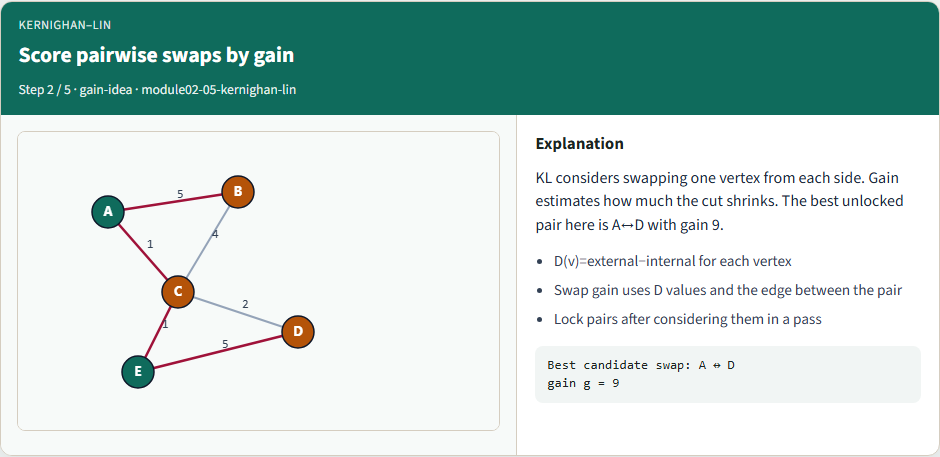 KERNIGHAN–LIN
Score pairwise swaps by gain
Step 2 / 5 · gain-idea · module02-05-kernighan-lin
A
B
C
D
E
5
1
4
2
1
5
Explanation
KL considers swapping one vertex from each side. Gain
estimates how much the cut shrinks. The best unlocked
pair here is A↔D with gain 9.
• D(v)=external−internal for each vertex
• Swap gain uses D values and the edge between the pair
• Lock pairs after considering them in a pass
Best candidate swap: A ↔ D
gain g = 9